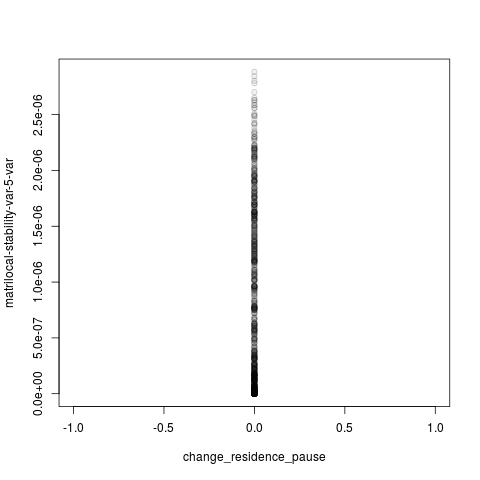 matrilocal-stability-var-5-var
2.5e-06
2.0e-06
1.5e-06
1.0e-06
5.0e-07
0.0e+00
-1.0
-0.5
0.0
0.5
1.0
change_residence_pause